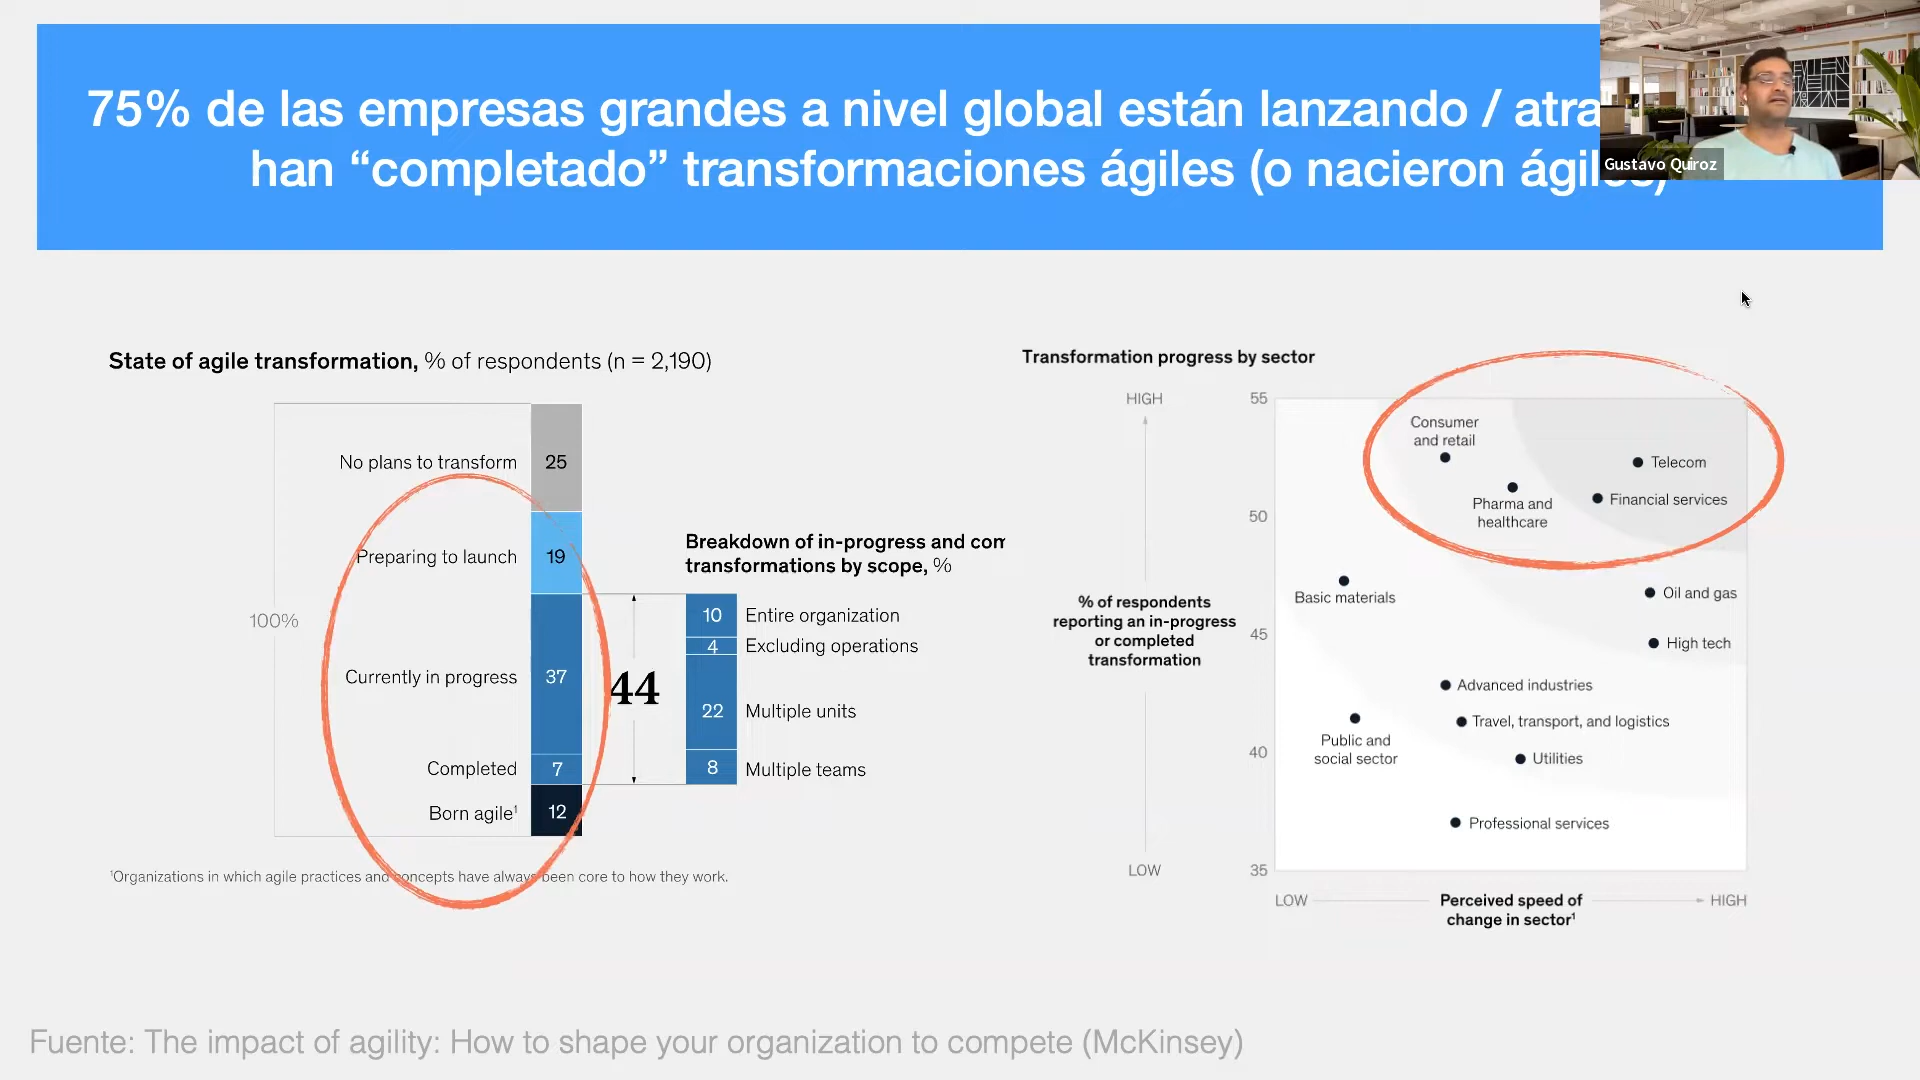 75% de las empresas grandes a nivel global están lanzando /
han “completado” transformaciones ágiles (o nacieron
Gustavo Quiroz
State of agile transformation, % of respondents (n = 2,190)
No plans to transform 25
Preparing to launch 19
100%
Currently in progress 37
Completed 7
Born agile¹ 12
44
Breakdown of in-progress and
transformations by scope, %
10 Entire organization
4 Excluding operations
22 Multiple units
8 Multiple teams
¹Organizations in which agile practices and concepts have always been core to how they work.
Transformation progress by sector
HIGH
% of respondents
reporting an in-progress
or completed
transformation
LOW
55
50
45
40
35
Consumer
and retail
Telecom
Pharma and
healthcare
Financial services
Basic materials
Oil and gas
High tech
Advanced industries
Travel, transport, and logistics
Public and
social sector
Utilities
Professional services
LOW
Perceived speed of
change in sector¹
HIGH
Fuente: The impact of agility: How to shape your organization to compete (McKinsey)